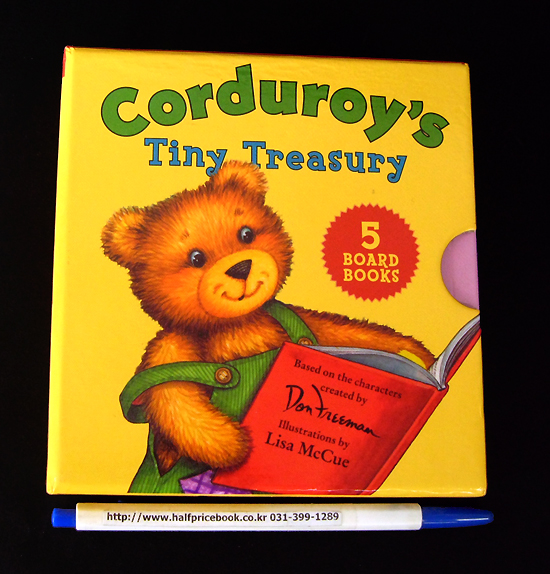 Corduroy's
Tiny Treasury
5
BOARD
BOOKS
Based on the characters
created by
Don Freeman
Illustrations by
Lisa McCue
http://www.halfpricebook.co.kr 031-399-1289